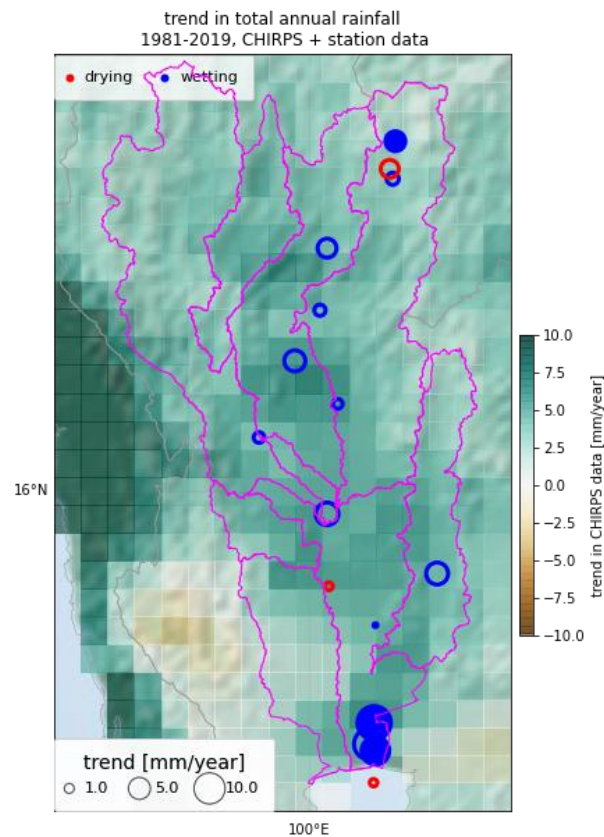 trend in total annual rainfall
1981-2019, CHIRPS + station data
drying wetting
16°N
100°E
trend [mm/year]
1.0 5.0 10.0
10.0
7.5
5.0
2.5
0.0
−2.5
−5.0
−7.5
−10.0
trend in CHIRPS data [mm/year]